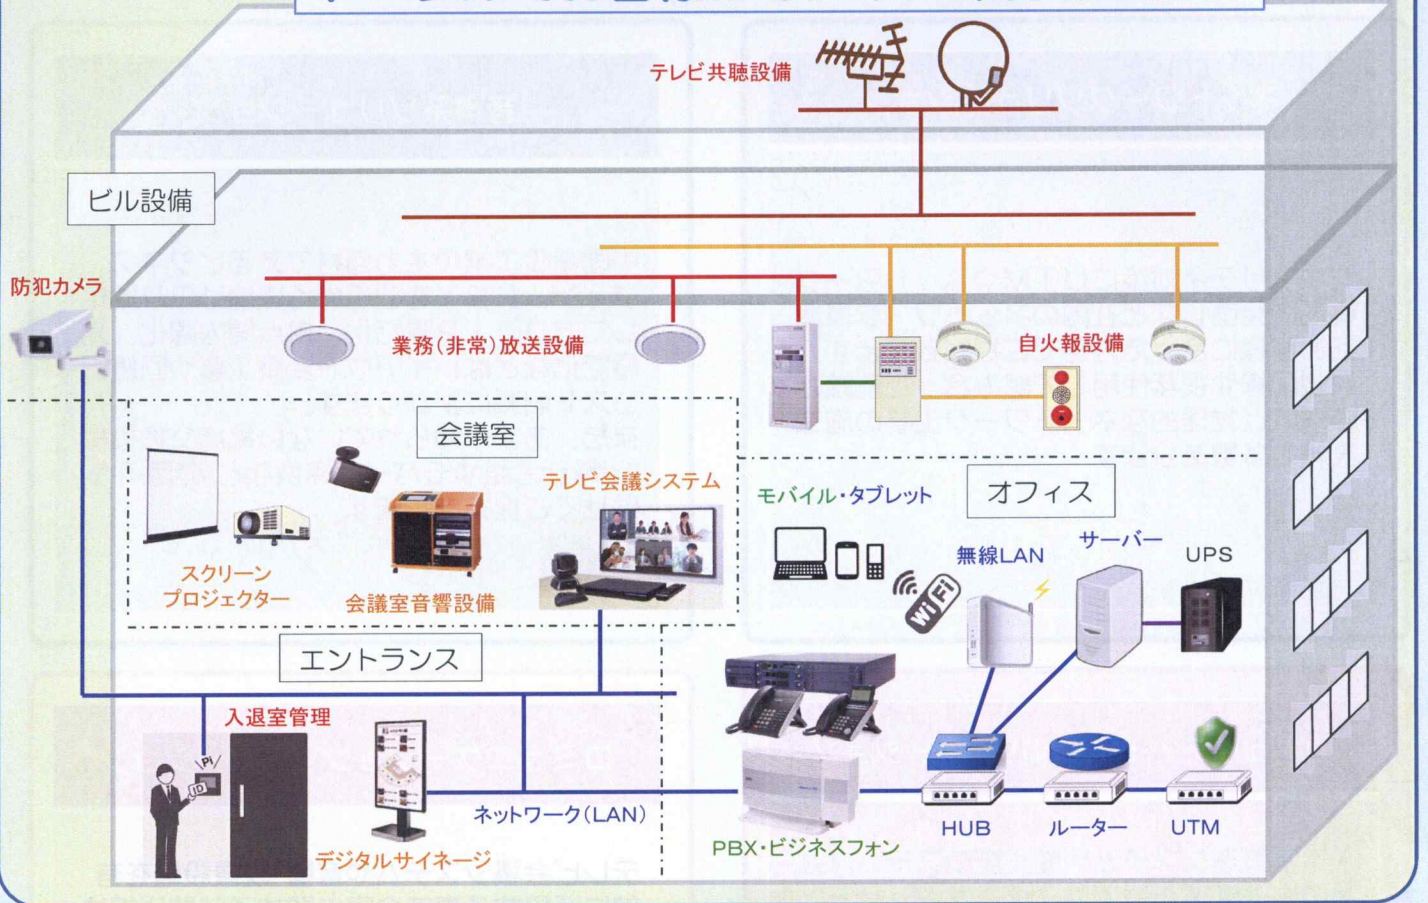 テレビ共聴設備
ビル設備
防犯カメラ
業務(非常)放送設備
自火報設備
会議室
テレビ会議システム
スクリーン
プロジェクター
会議室音響設備
オフィス
モバイル・タブレット
無線LAN
サーバー
UPS
WiFi
エントランス
入退室管理
Pi
ID
デジタルサイネージ
ネットワーク(LAN)
PBX・ビジネスフォン
HUB
ルーター
UTM